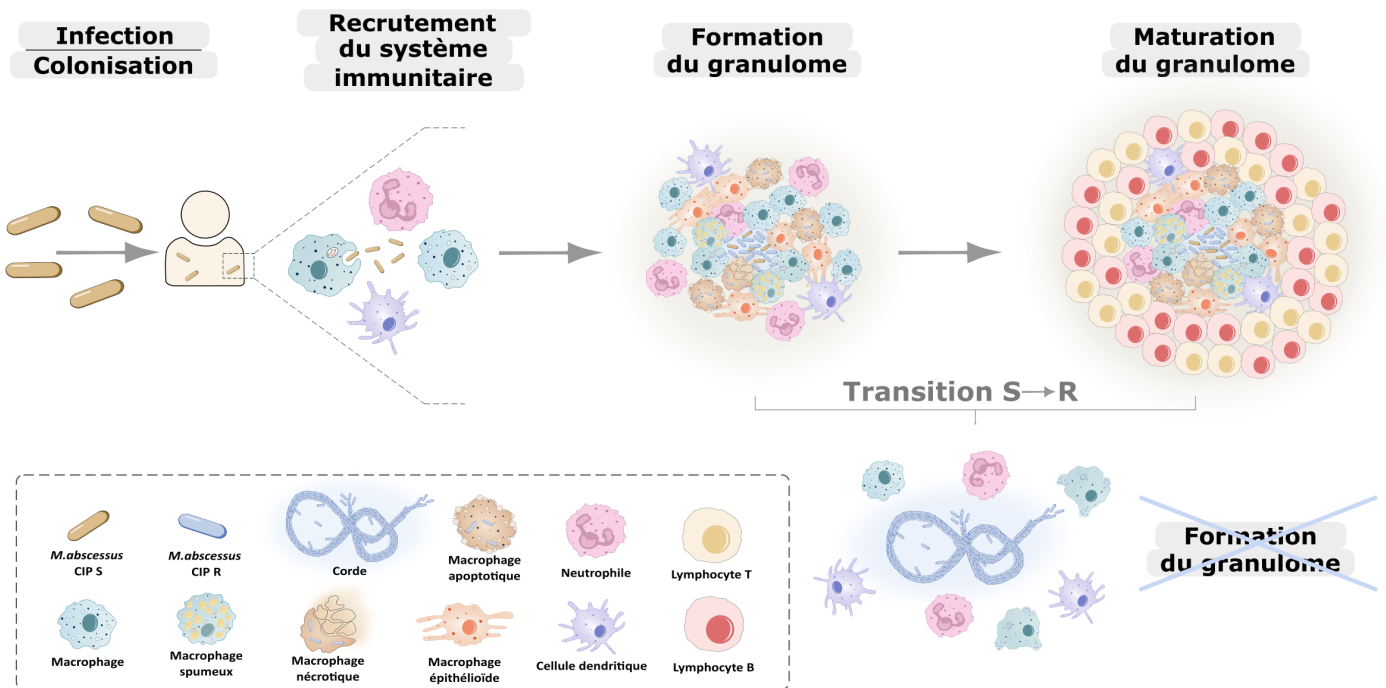 Infection
Colonisation
Recrutement
du système
immunitaire
Formation
du granulome
Maturation
du granulome
Transition S→R
M.abscessus
CIP S
M.abscessus
CIP R
Corde
Macrophage
apoptotique
Neutrophile
Lymphocyte T
Macrophage
Macrophage
spumeux
Macrophage
nécrotique
Macrophage
épithélioïde
Cellule dendritique
Lymphocyte B
Formation
du granulome